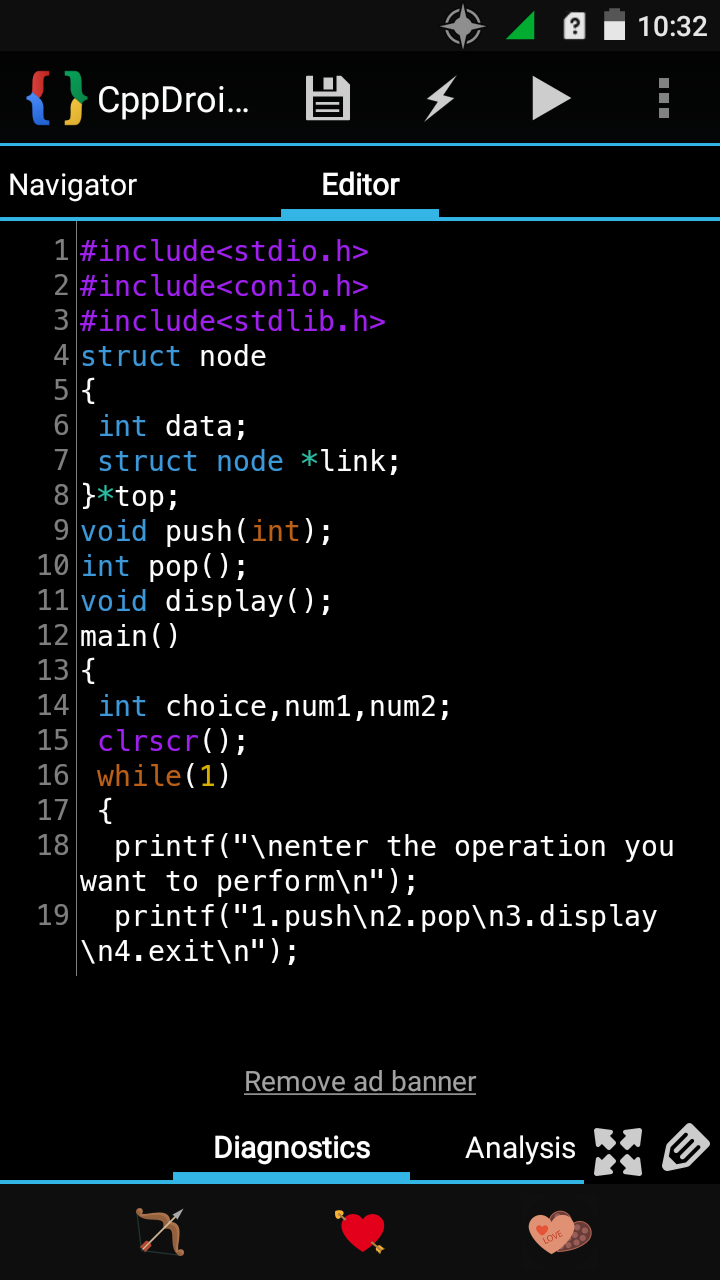 10:32
CppDroi...
Navigator
Editor
1 #include<stdio.h>
2 #include<conio.h>
3 #include<stdlib.h>
4 struct node
5 {
6  int data;
7  struct node *link;
8 }*top;
9 void push(int);
10 int pop();
11 void display();
12 main()
13 {
14  int choice,num1,num2;
15  clrscr();
16  while(1)
17  {
18   printf("\nenter the operation you
want to perform\n");
19   printf("1.push\n2.pop\n3.display
\n4.exit\n");
Remove ad banner
Diagnostics
Analysis
LOVE